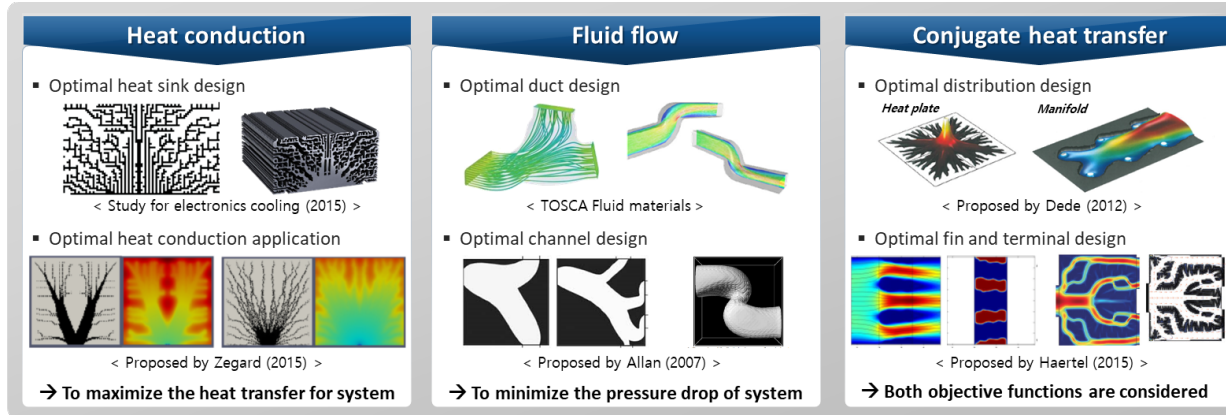 Heat conduction
▪ Optimal heat sink design
< Study for electronics cooling (2015) >
▪ Optimal heat conduction application
< Proposed by Zegard (2015) >
→ To maximize the heat transfer for system
Fluid flow
▪ Optimal duct design
< TOSCA Fluid materials >
▪ Optimal channel design
< Proposed by Allan (2007) >
→ To minimize the pressure drop of system
Conjugate heat transfer
▪ Optimal distribution design
Heat plate Manifold
< Proposed by Dede (2012) >
▪ Optimal fin and terminal design
< Proposed by Haertel (2015) >
→ Both objective functions are considered